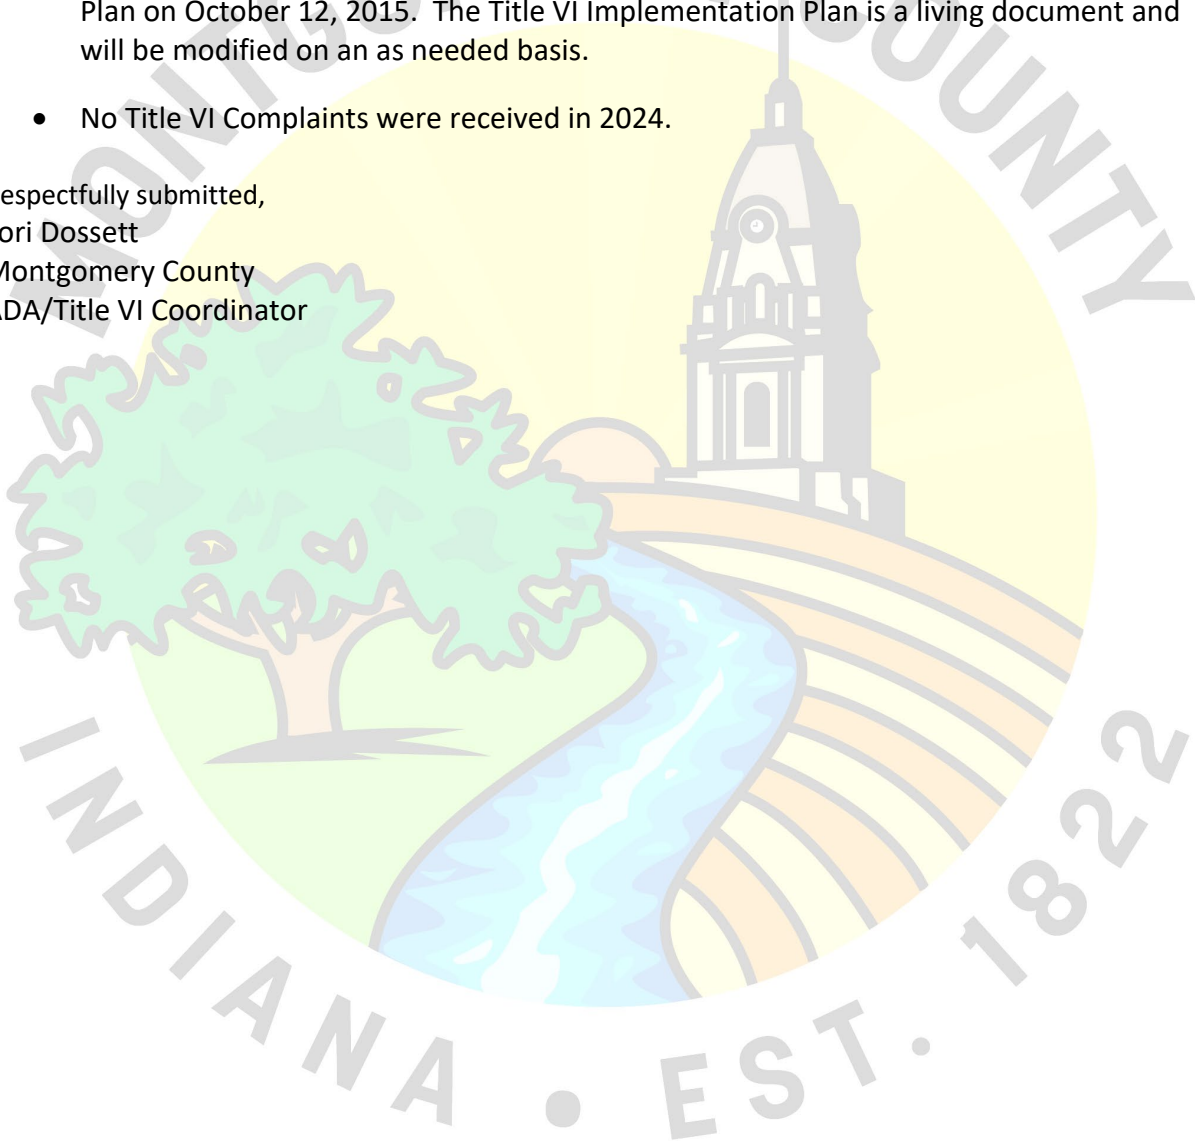 Plan on October 12, 2015.  The Title VI Implementation Plan is a living document and
will be modified on an as needed basis.
• No Title VI Complaints were received in 2024.
espectfully submitted,
ori Dossett
Montgomery County
ADA/Title VI Coordinator
COUNTY
INDIANA • EST. 1822